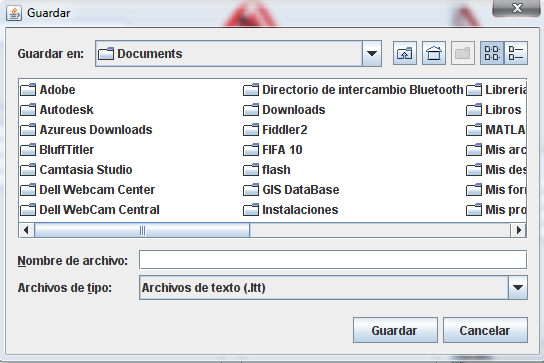 Guardar
Guardar en: Documents
Adobe
Autodesk
Azureus Downloads
BluffTitler
Camtasia Studio
Dell Webcam Center
Dell WebCam Central
Directorio de intercambio Bluetooth
Downloads
Fiddler2
FIFA 10
flash
GIS DataBase
Instalaciones
Libreria
Libros
MATLA
Mis arc
Mis des
Mis for
Mis pro
Nombre de archivo:
Archivos de tipo: Archivos de texto (.ltt)
Guardar Cancelar